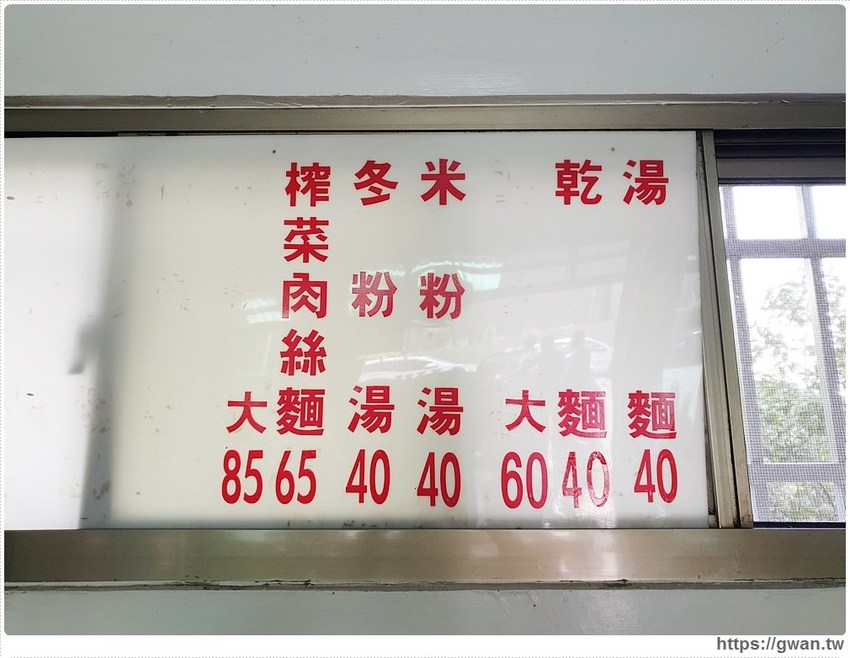 湯麵 40
乾麵 40
大 60
米粉湯 40
冬粉湯 40
榨菜肉絲麵 65
大 85
https://gwan.tw